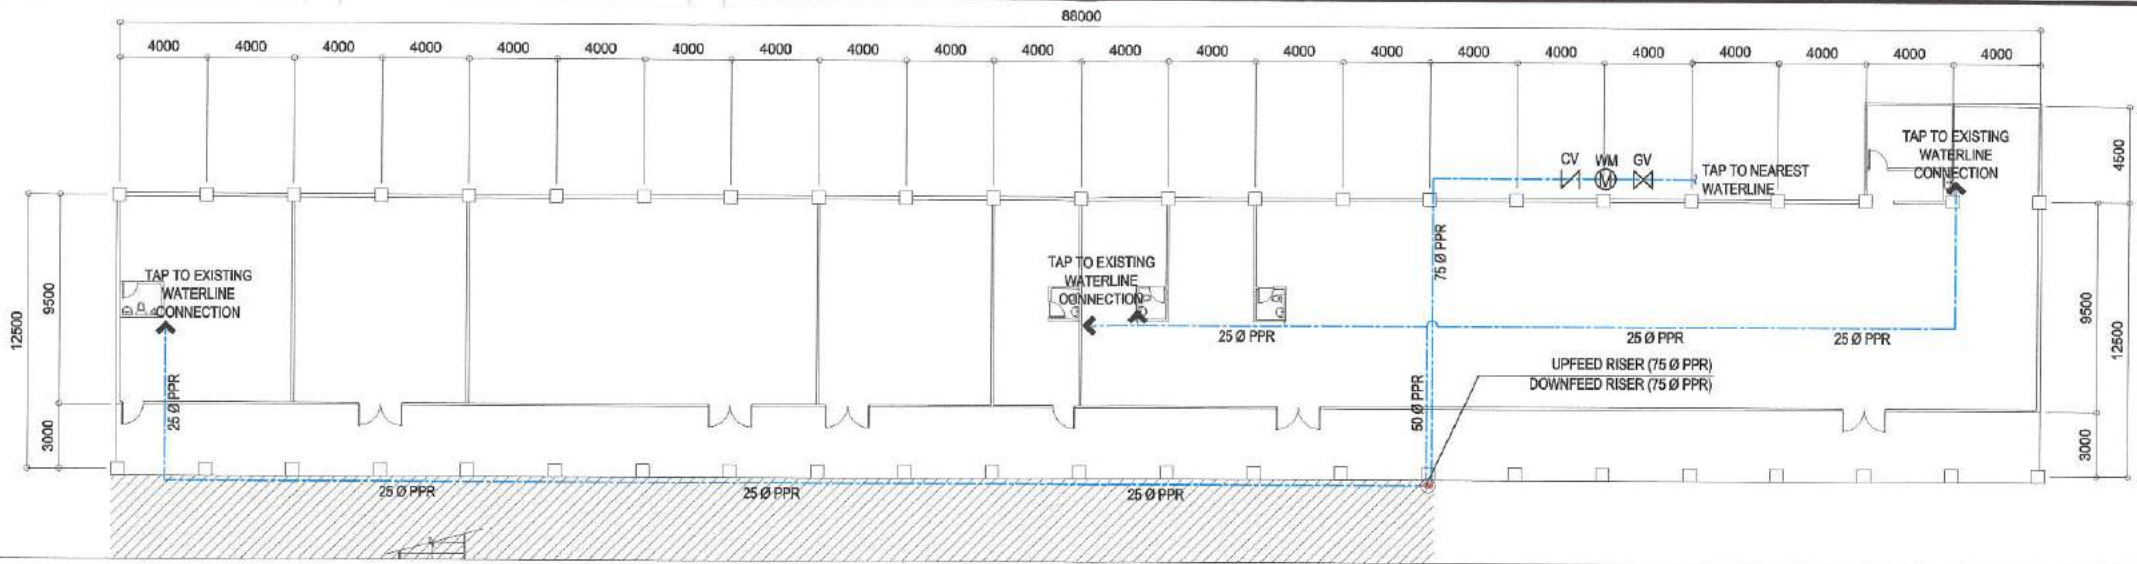 88000
4000 4000 4000 4000 4000 4000 4000 4000 4000 4000 4000 4000 4000 4000 4000 4000 4000 4000 4000 4000 4000 4000
TAP TO EXISTING
WATERLINE
CONNECTION
4500
CV WM GV
TAP TO NEAREST
WATERLINE
75 Ø PPR
TAP TO EXISTING
WATERLINE
CONNECTION
TAP TO EXISTING
WATERLINE
CONNECTION
12500
9500
3000
25 Ø PPR
25 Ø PPR
25 Ø PPR
25 Ø PPR
UPFEED RISER (75 Ø PPR)
DOWNFEED RISER (75 Ø PPR)
50 Ø PPR
9500
12500
3000
25 Ø PPR
25 Ø PPR
25 Ø PPR